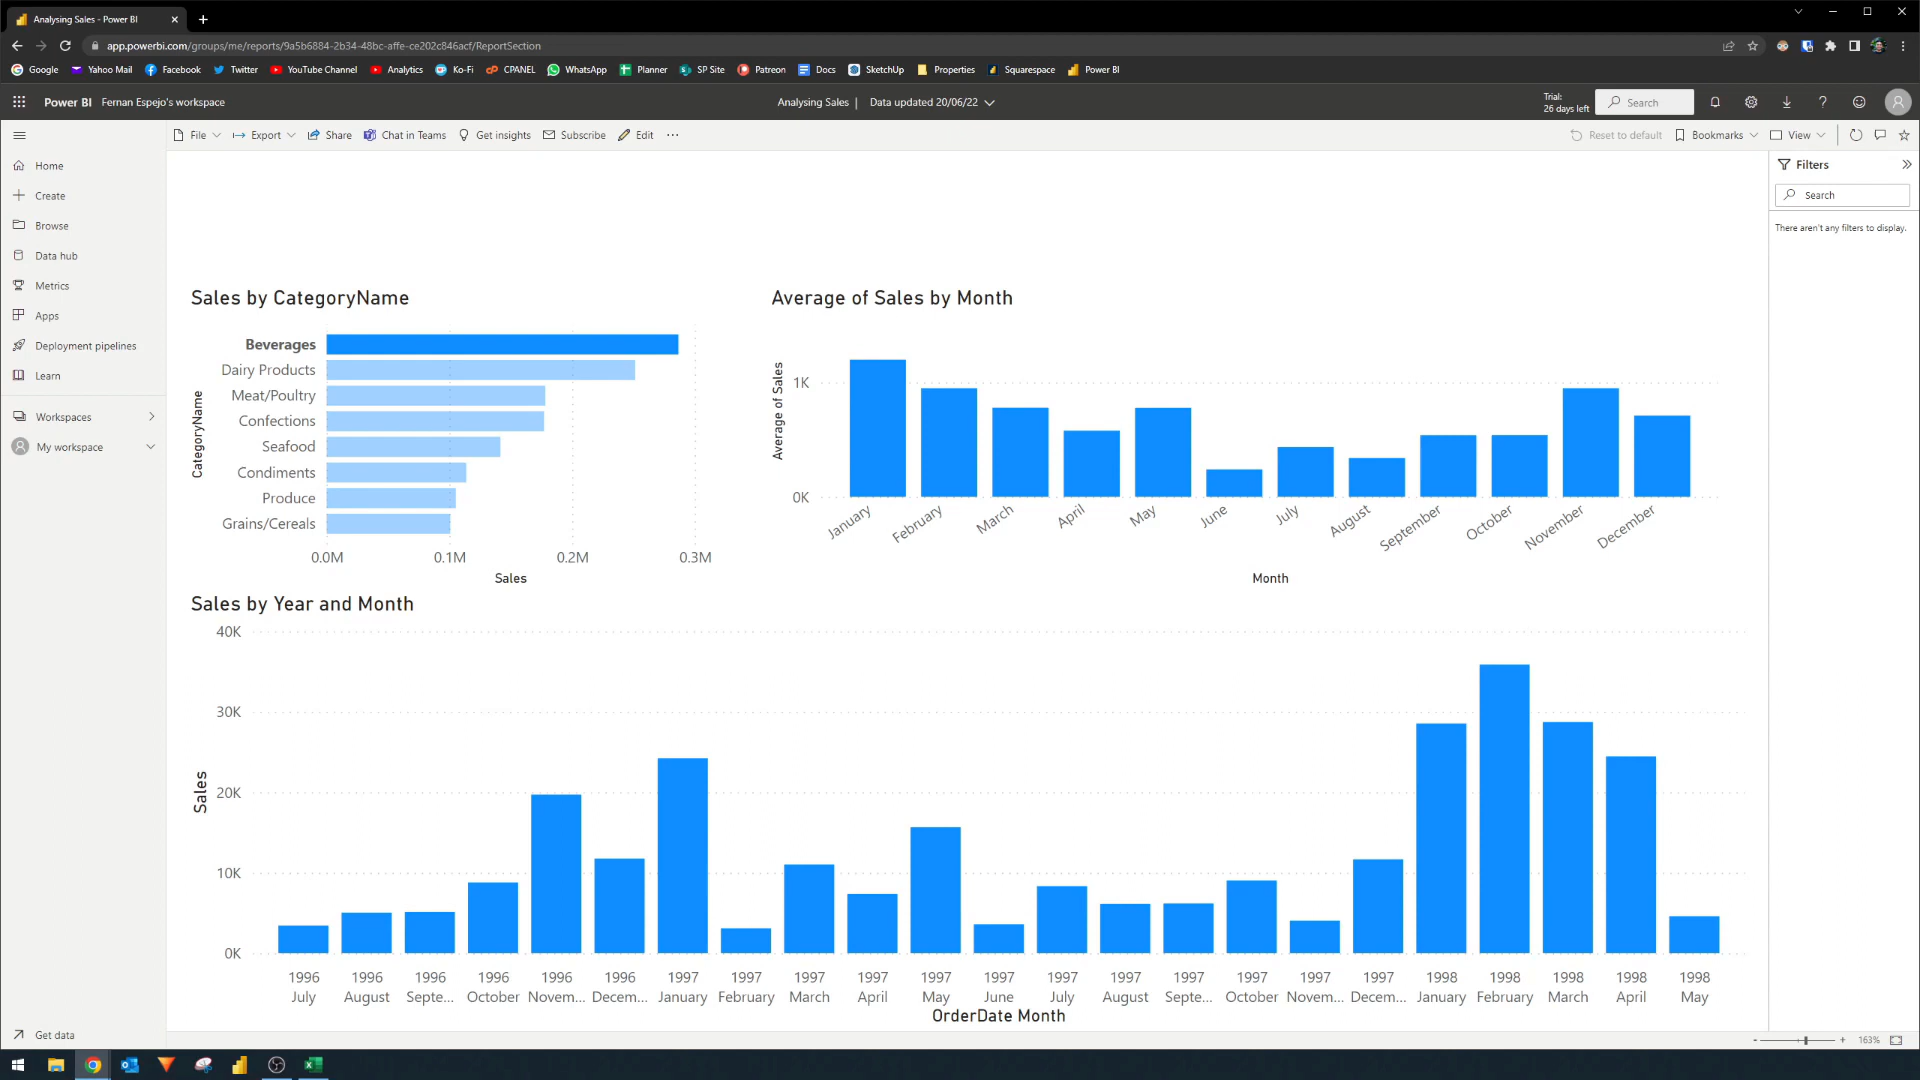 Analysing Sales - Power BI
app.powerbi.com/groups/me/reports/9a5b6884-2b34-48bc-affe-ce202c846acf/ReportSection
Google Yahoo Mail Facebook Twitter YouTube Channel Analytics Ko-Fi CPANEL WhatsApp Planner SP Site Patreon Docs SketchUp Properties Squarespace Power BI
Power BI Fernan Espejo's workspace Analysing Sales | Data updated 20/06/22 Trial: 26 days left Search
File Export Share Chat in Teams Get insights Subscribe Edit ... Reset to default Bookmarks View
Home
Create
Browse
Data hub
Metrics
Apps
Deployment pipelines
Learn
Workspaces
My workspace
Get data
Filters
Search
There aren't any filters to display.
Sales by CategoryName
CategoryName
Beverages
Dairy Products
Meat/Poultry
Confections
Seafood
Condiments
Produce
Grains/Cereals
0.0M 0.1M 0.2M 0.3M
Sales
Average of Sales by Month
Average of Sales
1K
0K
January February March April May June July August September October November December
Month
Sales by Year and Month
Sales
40K
30K
20K
10K
0K
1996 1996 1996 1996 1996 1996 1997 1997 1997 1997 1997 1997 1997 1997 1997 1997 1997 1997 1998 1998 1998 1998 1998
July August Septe... October Novem... Decem... January February March April May June July August Septe... October Novem... Decem... January February March April May
OrderDate Month
- + 163%